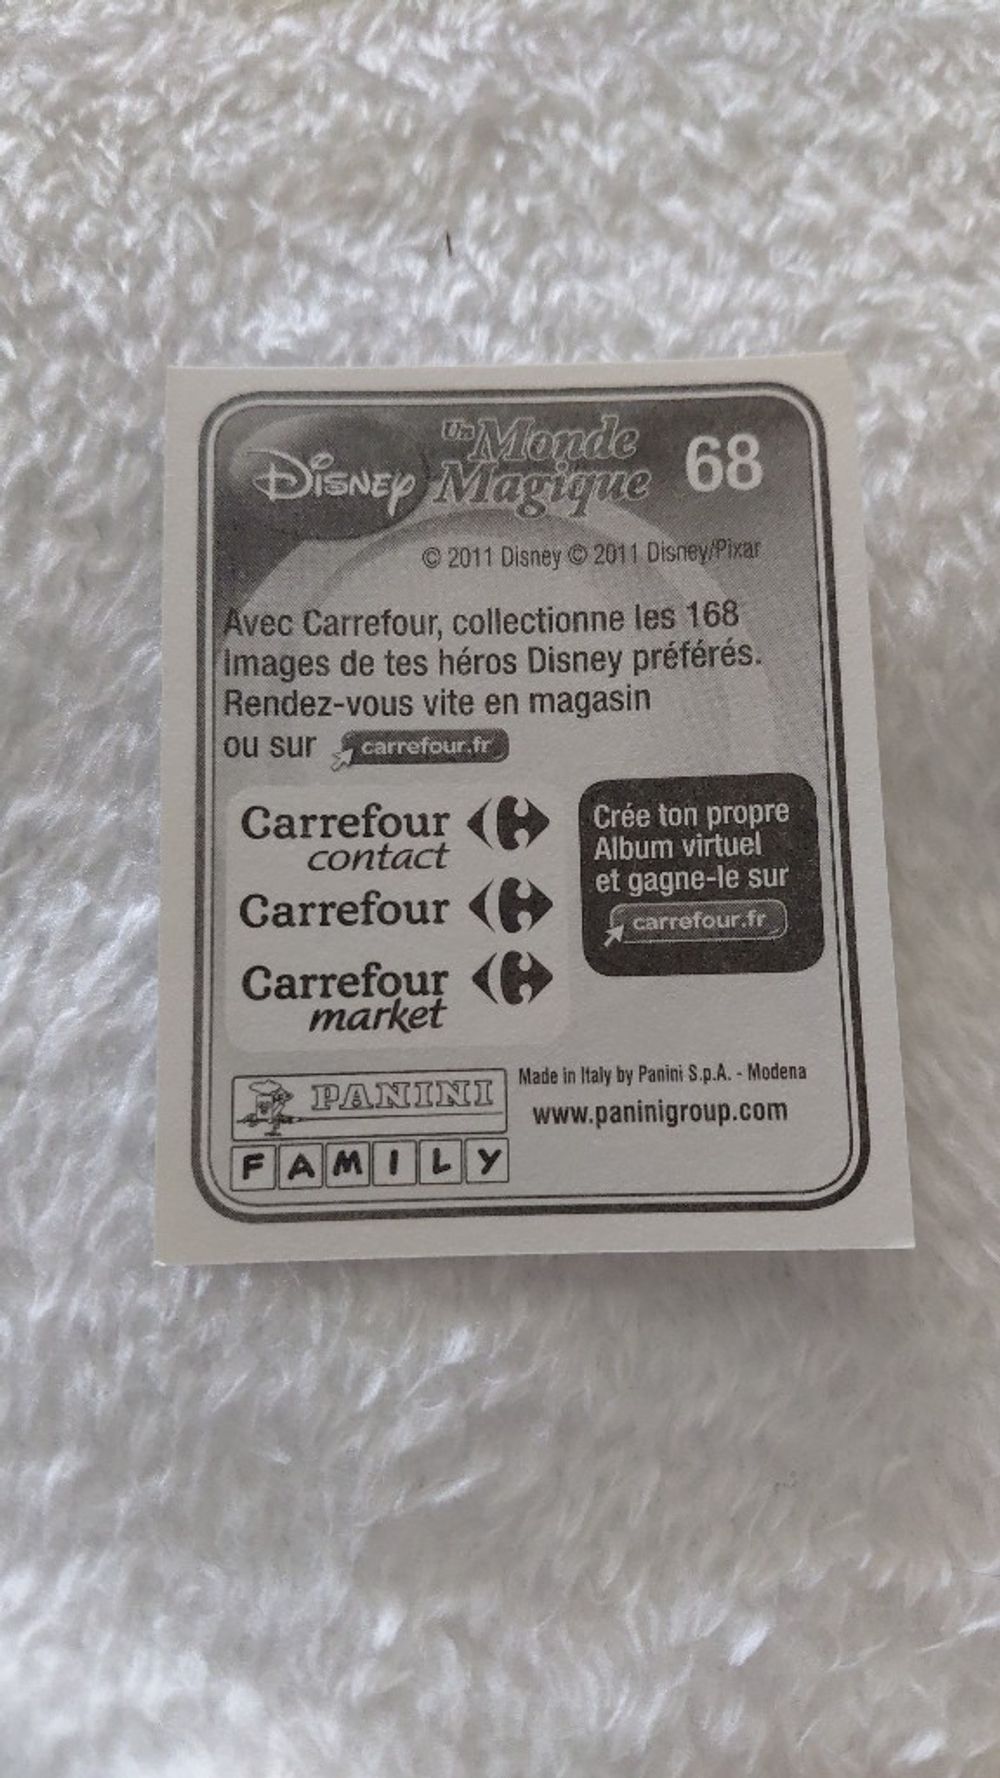 Disney Un Monde Magique 68
© 2011 Disney © 2011 Disney/Pixar
Avec Carrefour, collectionne les 168
images de tes héros Disney préférés.
Rendez-vous vite en magasin
ou sur carrefour.fr
Carrefour
contact
Carrefour
Carrefour
market
Crée ton propre
Album virtuel
et gagne-le sur
carrefour.fr
PANINI
FAMILY
Made in Italy by Panini S.p.A. - Modena
www.paninigroup.com